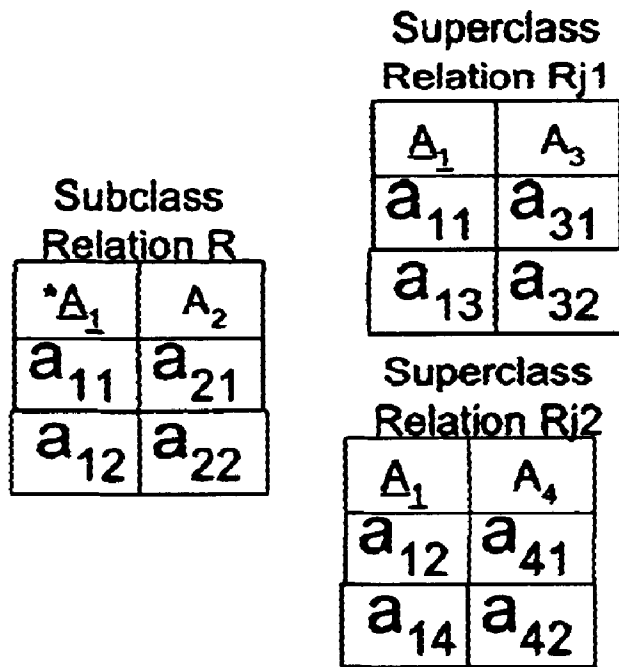 Subclass
Relation R
*A₁ A₂
a₁₁ a₂₁
a₁₂ a₂₂
Superclass
Relation Rj1
A₁ A₃
a₁₁ a₃₁
a₁₃ a₃₂
Superclass
Relation Rj2
A₁ A₄
a₁₂ a₄₁
a₁₄ a₄₂